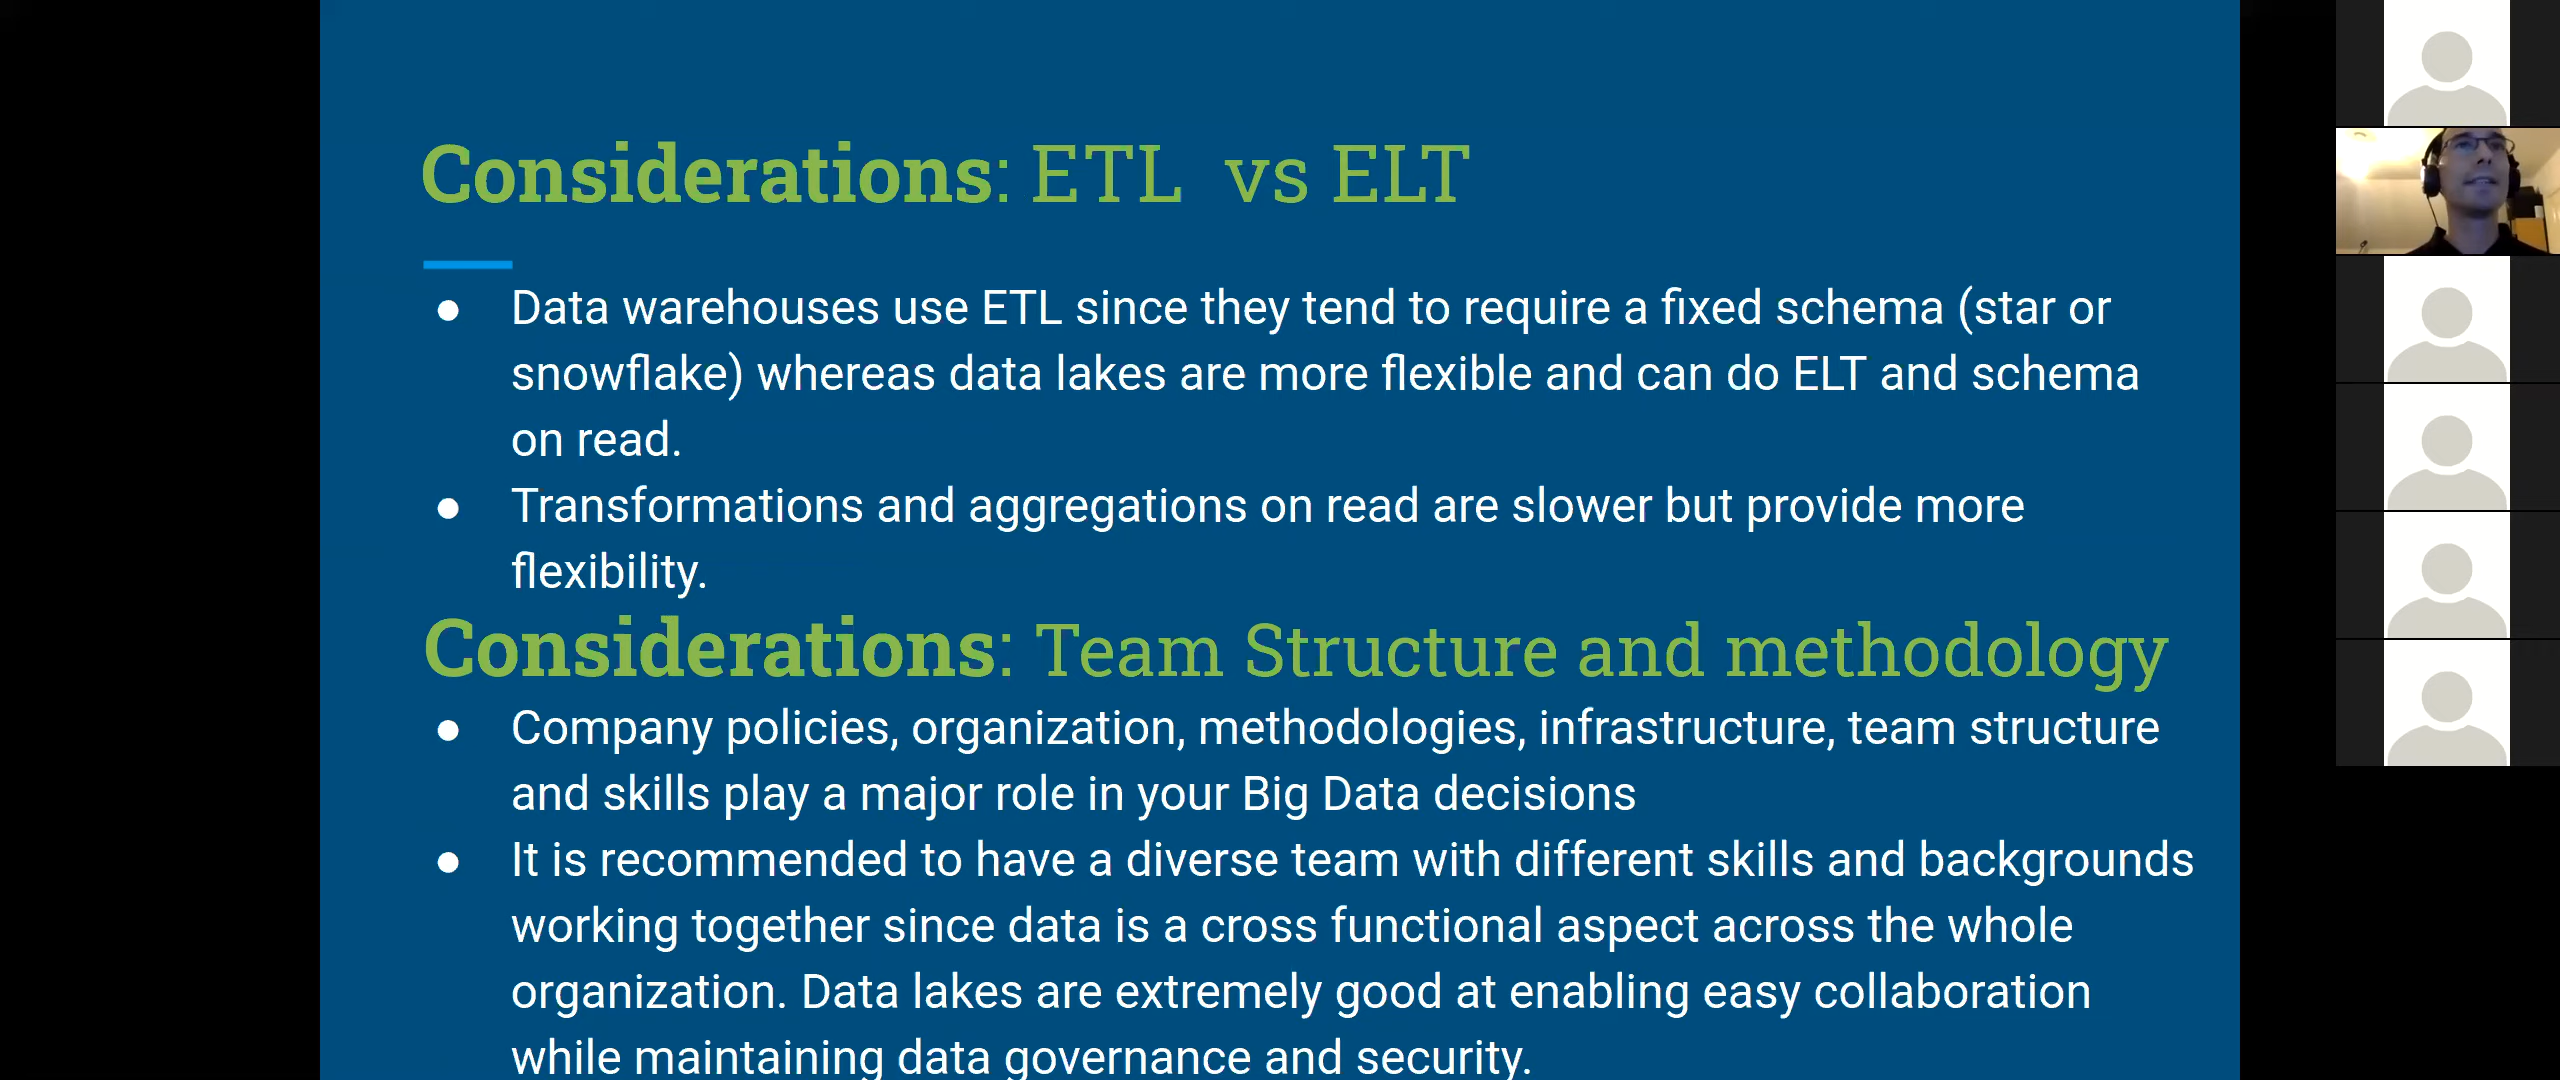 Considerations: ETL  vs ELT
● Data warehouses use ETL since they tend to require a fixed schema (star or
snowflake) whereas data lakes are more flexible and can do ELT and schema
on read.
● Transformations and aggregations on read are slower but provide more
flexibility.
Considerations: Team Structure and methodology
● Company policies, organization, methodologies, infrastructure, team structure
and skills play a major role in your Big Data decisions
● It is recommended to have a diverse team with different skills and backgrounds
working together since data is a cross functional aspect across the whole
organization. Data lakes are extremely good at enabling easy collaboration
while maintaining data governance and security.